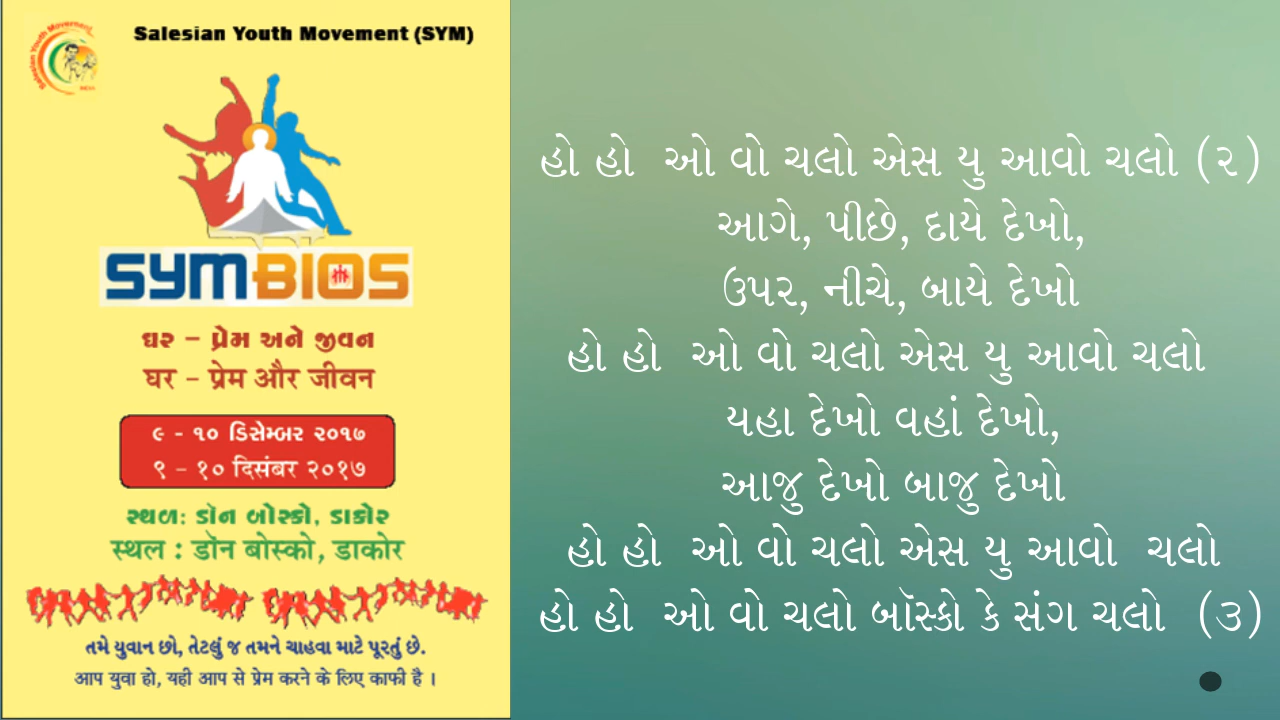 Salesian Youth Movement (SYM)
SYMBIOS
ઘર – પ્રેમ અને જીવન
घर – प्रेम और जीवन
૯ - ૧૦ ડિસેમ્બર ૨૦૧૭
९ - १० दिसंबर २०१७
સ્થળ: ડૉન બોસ્કો, ડાકોર
स्थल : डॉन बोस्को, डाकोर
તમે યુવાન છો, તેટલું જ તમને ચાહવા માટે પૂરતું છે.
आप युवा हो, यही आप से प्रेम करने के लिए काफी है ।
હો હો ઓ વો ચલો એસ યુ આવો ચલો (૨)
આગે, પીછે, દાયે દેખો,
ઉપર, નીચે, બાયે દેખો
હો હો ઓ વો ચલો એસ યુ આવો ચલો
યહા દેખો વહાં દેખો,
આજુ દેખો બાજુ દેખો
હો હો ઓ વો ચલો એસ યુ આવો ચલો
હો હો ઓ વો ચલો બૉસ્કો કે સંગ ચલો (૩)